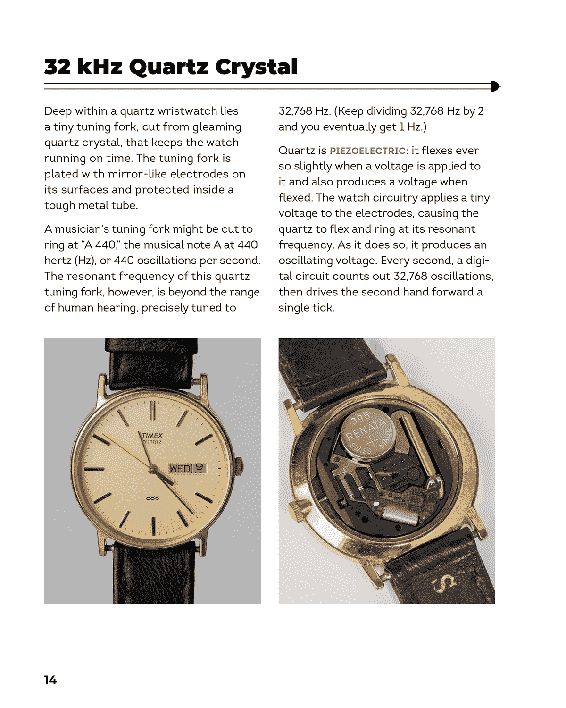 32 kHz Quartz Crystal
Deep within a quartz wristwatch lies
a tiny tuning fork, cut from gleaming
quartz crystal, that keeps the watch
running on time. The tuning fork is
plated with mirror-like electrodes on
its surfaces and protected inside a
tough metal tube.
A musician's tuning fork might be cut to
ring at "A 440," the musical note A at 440
hertz (Hz), or 440 oscillations per second.
The resonant frequency of this quartz
tuning fork, however, is beyond the range
of human hearing, precisely tuned to
32,768 Hz. (Keep dividing 32,768 Hz by 2
and you eventually get 1 Hz.)
Quartz is PIEZOELECTRIC: it flexes ever
so slightly when a voltage is applied to
it and also produces a voltage when
flexed. The watch circuitry applies a tiny
voltage to the electrodes, causing the
quartz to flex and ring at its resonant
frequency. As it does so, it produces an
oscillating voltage. Every second, a digi-
tal circuit counts out 32,768 oscillations,
then drives the second hand forward a
single tick.
TIMEX
QUARTZ
WED
RENATA
S
14